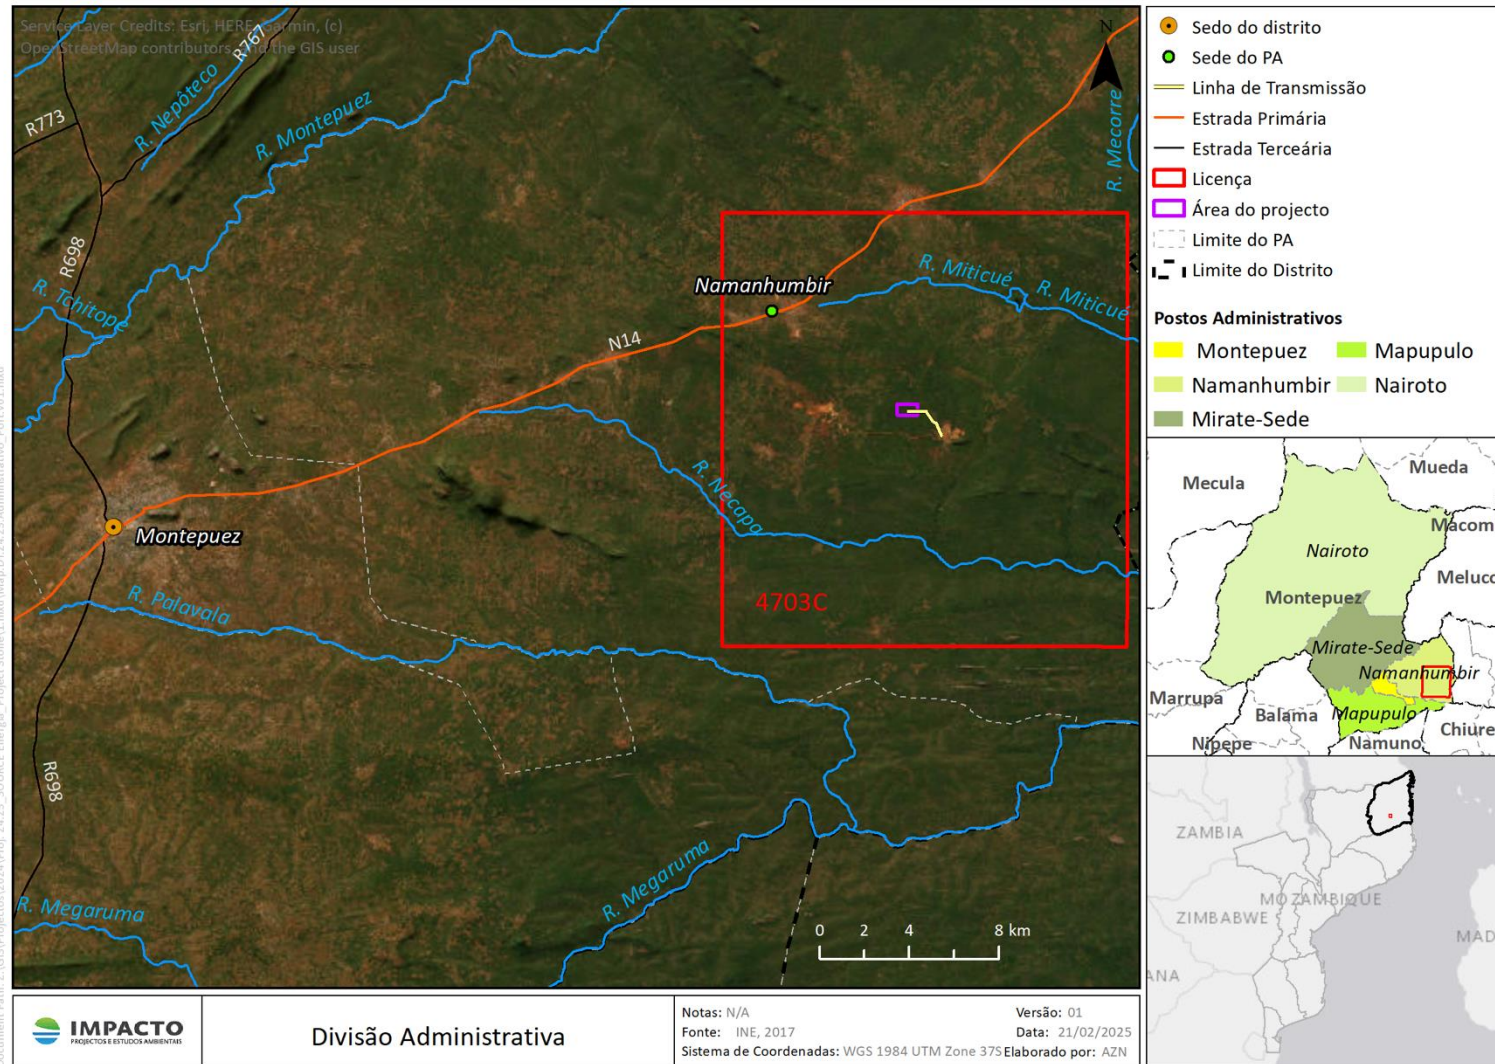 Service Layer Credits: Esri, HERE, Garmin, (c)
OpenStreetMap contributors, and the GIS user
R767
R. Nepôteco
R773
R. Montepuez
N
R. Mecorre
R698
R. Tchitope
Namanhumbir
R. Miticué
R. Miticué
N14
R. Necapa
Montepuez
R. Palavala
4703C
R698
R. Megaruma
R. Megaruma
0 2 4 8 km
Sedo do distrito
Sede do PA
Linha de Transmissão
Estrada Primária
Estrada Terceária
Licença
Área do projecto
Limite do PA
Limite do Distrito
Postos Administrativos
Montepuez Mapupulo
Namanhumbir Nairoto
Mirate-Sede
Mecula
Mueda
Macom
Nairoto
Meluco
Montepuez
Mirate-Sede
Namanhumbir
Marrupa
Balama
Mapupulo
Chiure
Nipepe
Namuno
ZAMBIA
MOZAMBIQUE
ZIMBABWE
MAD
ANA
IMPACTO
PROJECTOS E ESTUDOS AMBIENTAIS
Divisão Administrativa
Notas: N/A
Versão: 01
Fonte: INE, 2017
Data: 21/02/2025
Sistema de Coordenadas: WGS 1984 UTM Zone 37S
Elaborado por: AZN